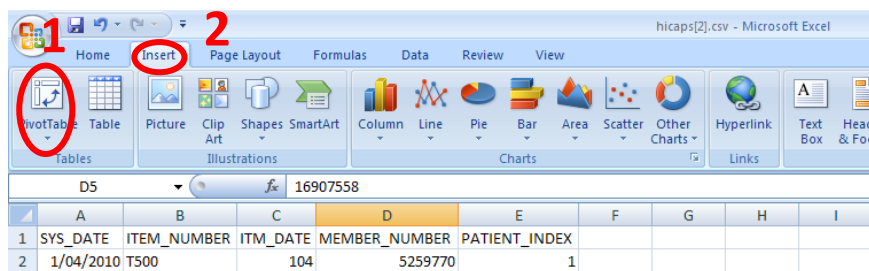 hicaps[2].csv - Microsoft Excel
1 2
Home Insert Page Layout Formulas Data Review View
PivotTable Table Picture Clip Art Shapes SmartArt Column Line Pie Bar Area Scatter Other Charts Hyperlink A Text Box
Tables Illustrations Charts Links
D5 fx 16907558
A B C D E F G H I
1 SYS_DATE ITEM_NUMBER ITM_DATE MEMBER_NUMBER PATIENT_INDEX
2 1/04/2010 T500 104 5259770 1